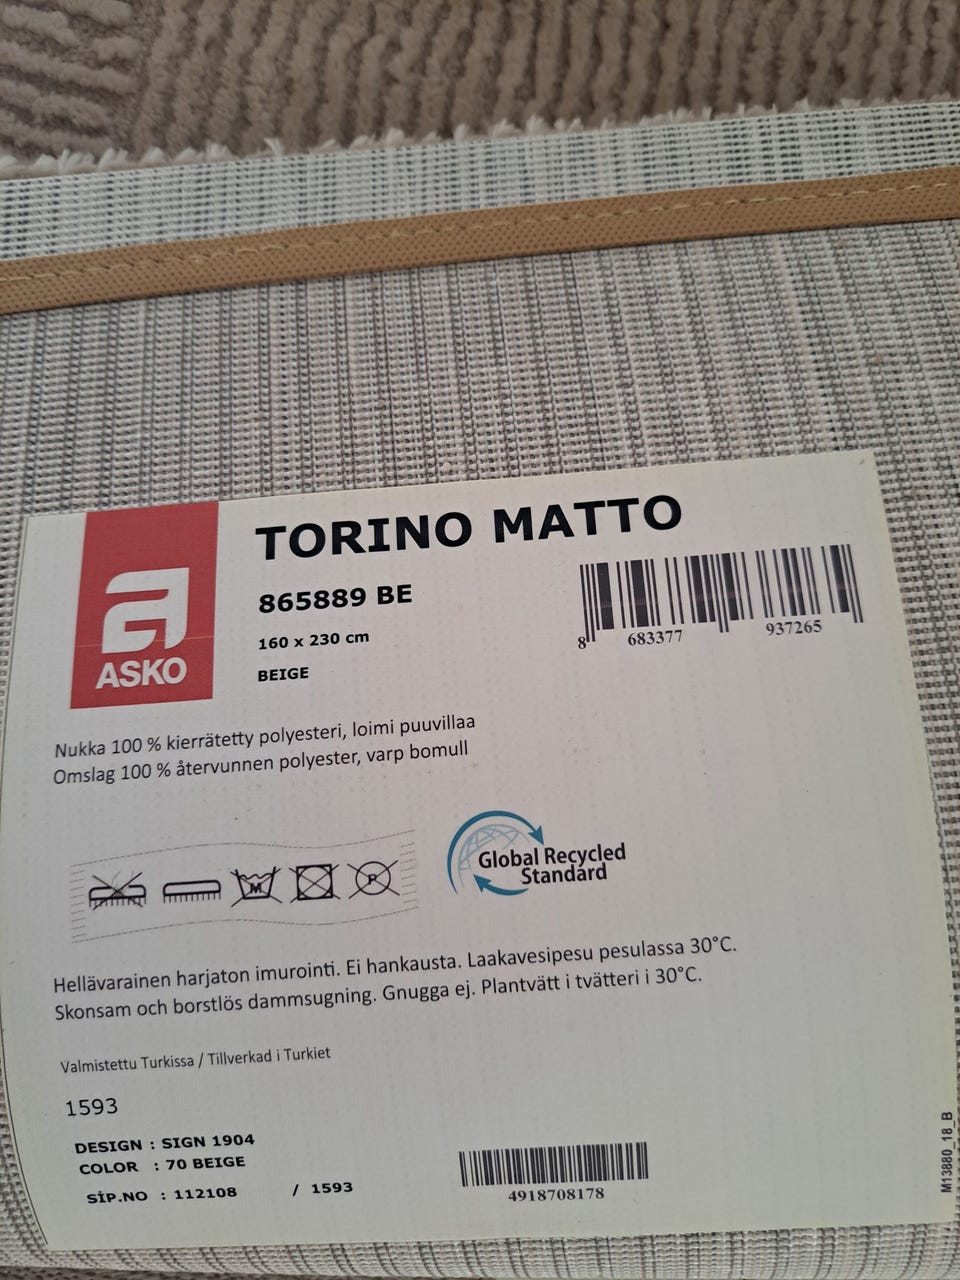 TORINO MATTO
865889 BE
160 x 230 cm
BEIGE
8 683377 937265
ASKO
Nukka 100 % kierrätetty polyesteri, loimi puuvillaa
Omslag 100 % återvunnen polyester, varp bomull
M
P
Global Recycled
Standard
Hellävarainen harjaton imurointi. Ei hankausta. Laakavesipesu pesulassa 30°C.
Skonsam och borstlös dammsugning. Gnugga ej. Plantvätt i tvätteri i 30°C.
Valmistettu Turkissa / Tillverkad i Turkiet
1593
DESIGN : SIGN 1904
COLOR : 70 BEIGE
SİP.NO : 112108 / 1593
4918708178
M13880_18_B